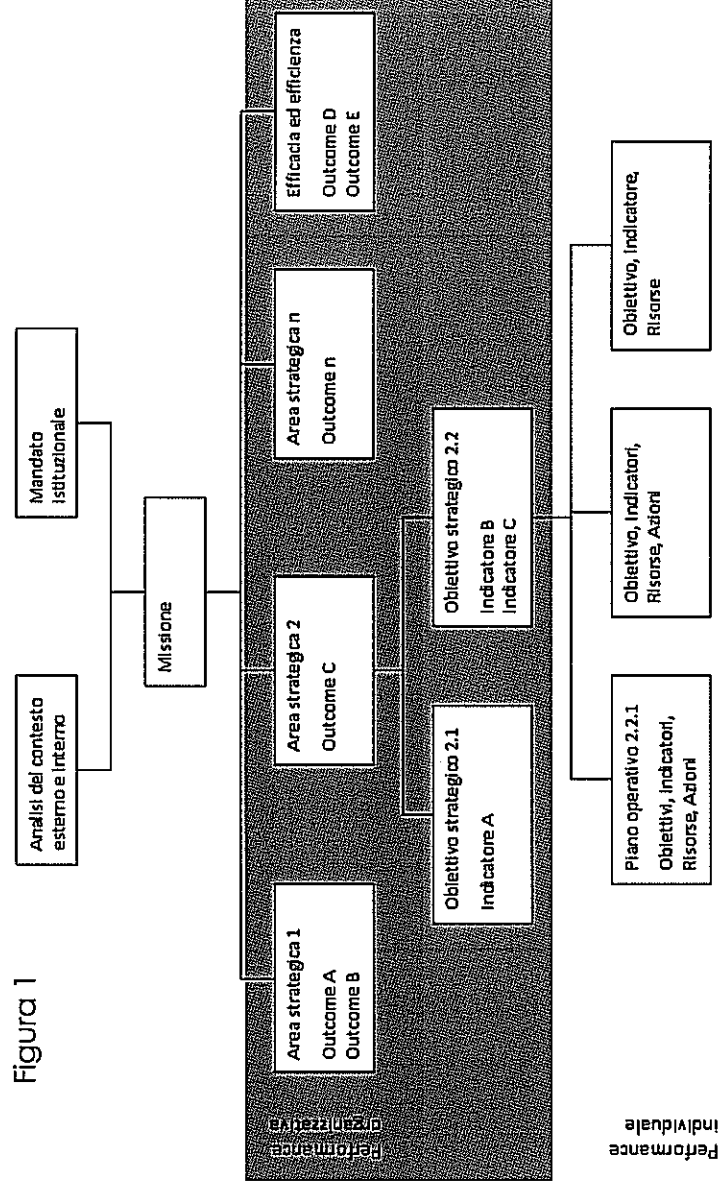 Figura 1
Analisi del contesto
esterno e interno
Mandato
istituzionale
Missione
Performance
organizzativa
Area strategica 1
Outcome A
Outcome B
Area strategica 2
Outcome C
Area strategica n
Outcome n
Efficacia ed efficienza
Outcome D
Outcome E
Obiettivo strategico 2.1
Indicatore A
Obiettivo strategico 2.2
Indicatore B
Indicatore C
Performance
individuale
Piano operativo 2.2.1
Obiettivi, Indicatori,
Risorse, Azioni
Obiettivo, Indicatori,
Risorse, Azioni
Obiettivo, Indicatore,
Risorse